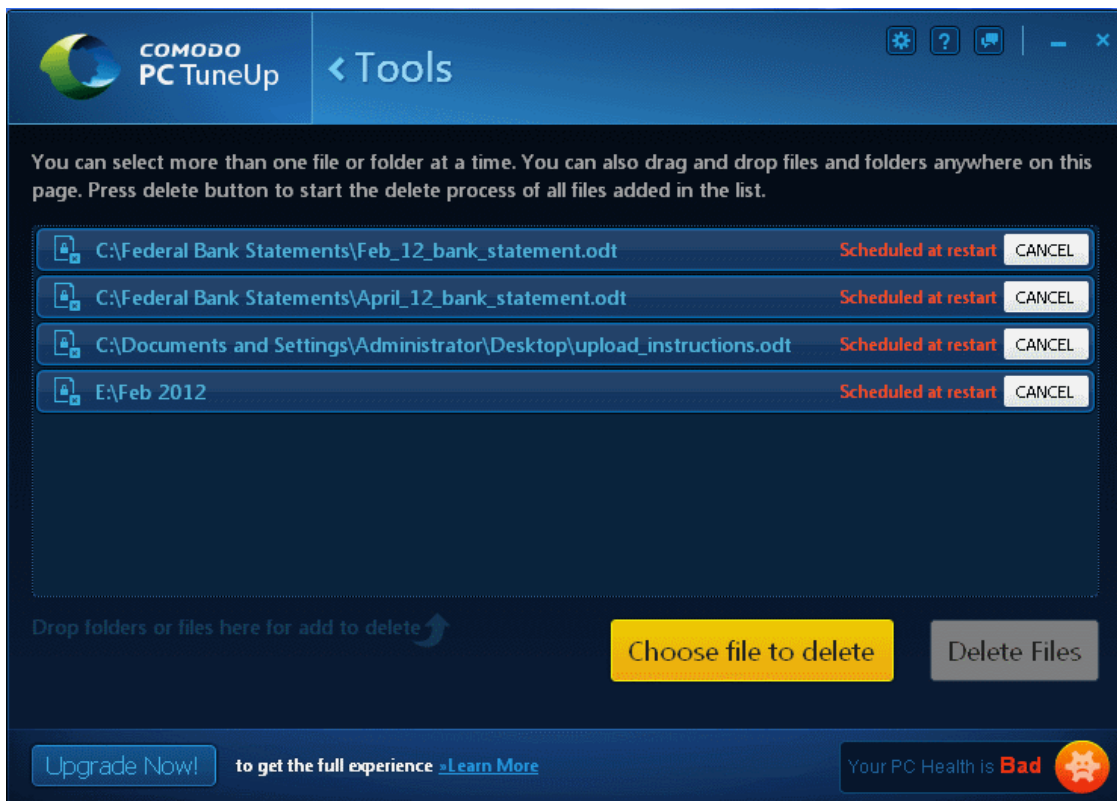 COMODO
PC TuneUp
< Tools
?
You can select more than one file or folder at a time. You can also drag and drop files and folders anywhere on this
page. Press delete button to start the delete process of all files added in the list.
C:\Federal Bank Statements\Feb_12_bank_statement.odt Scheduled at restart CANCEL
C:\Federal Bank Statements\April_12_bank_statement.odt Scheduled at restart CANCEL
C:\Documents and Settings\Administrator\Desktop\upload_instructions.odt Scheduled at restart CANCEL
E:\Feb 2012 Scheduled at restart CANCEL
Drop folders or files here for add to delete
Choose file to delete Delete Files
Upgrade Now! to get the full experience »Learn More Your PC Health is Bad